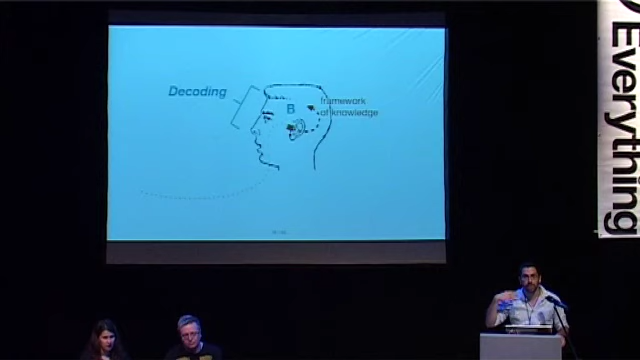 Decoding
B
framework
of knowledge
Everything